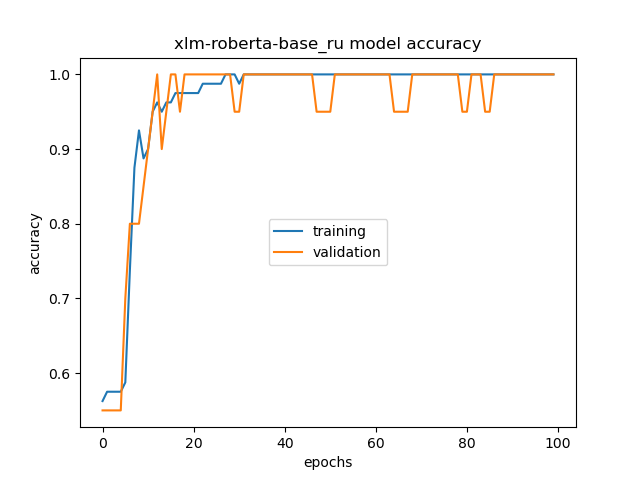 xlm-roberta-base_ru model accuracy
1.0
0.9
0.8
0.7
0.6
accuracy
training
validation
0 20 40 60 80 100
epochs